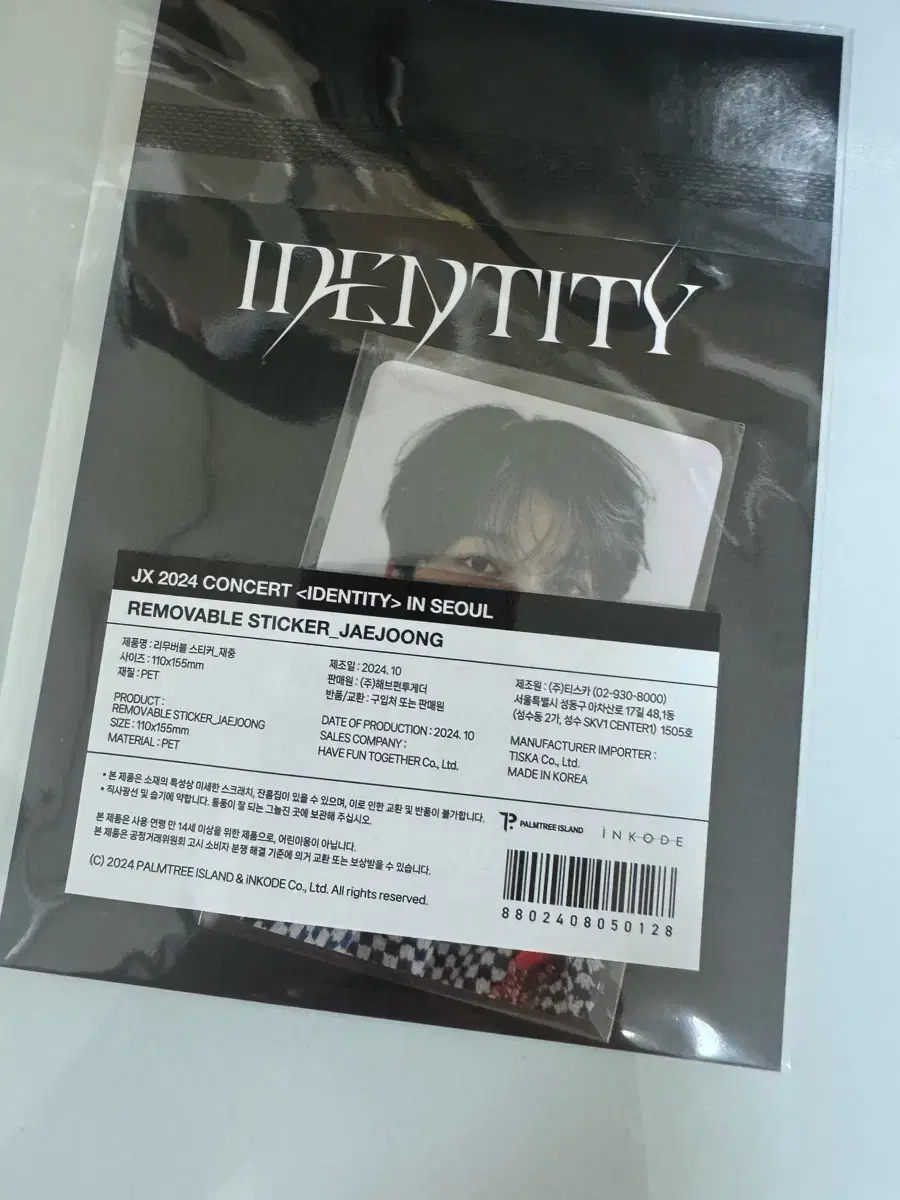 IDENTITY
JX 2024 CONCERT <IDENTITY> IN SEOUL
REMOVABLE STICKER_JAEJOONG
제품명 : 리무버블 스티커_재중
사이즈 : 110x155mm
재질 : PET
PRODUCT :
REMOVABLE STICKER_JAEJOONG
SIZE : 110x155mm
MATERIAL : PET
제조일 : 2024. 10
판매원 : (주)해브펀투게더
반품/교환 : 구입처 또는 판매원
DATE OF PRODUCTION : 2024. 10
SALES COMPANY :
HAVE FUN TOGETHER Co., Ltd.
제조원 : (주)티스카 (02-930-8000)
서울특별시 성동구 아차산로 17길 48,1동
(성수동 2가, 성수 SKV1 CENTER1) 1505호
MANUFACTURER IMPORTER :
TISKA Co., Ltd.
MADE IN KOREA
• 본 제품은 소재의 특성상 미세한 스크래치, 잔흠집이 있을 수 있으며, 이로 인한 교환 및 반품이 불가합니다.
• 직사광선 및 습기에 약합니다. 통풍이 잘 되는 그늘진 곳에 보관해 주십시오.
본 제품은 사용 연령 만 14세 이상을 위한 제품으로, 어린이용이 아닙니다.
본 제품은 공정거래위원회 고시 소비자 분쟁 해결 기준에 의거 교환 또는 보상받을 수 있습니다.
(C) 2024 PALMTREE ISLAND & iNKODE Co., Ltd. All rights reserved.
PALMTREE ISLAND
iNKODE
8802408050128